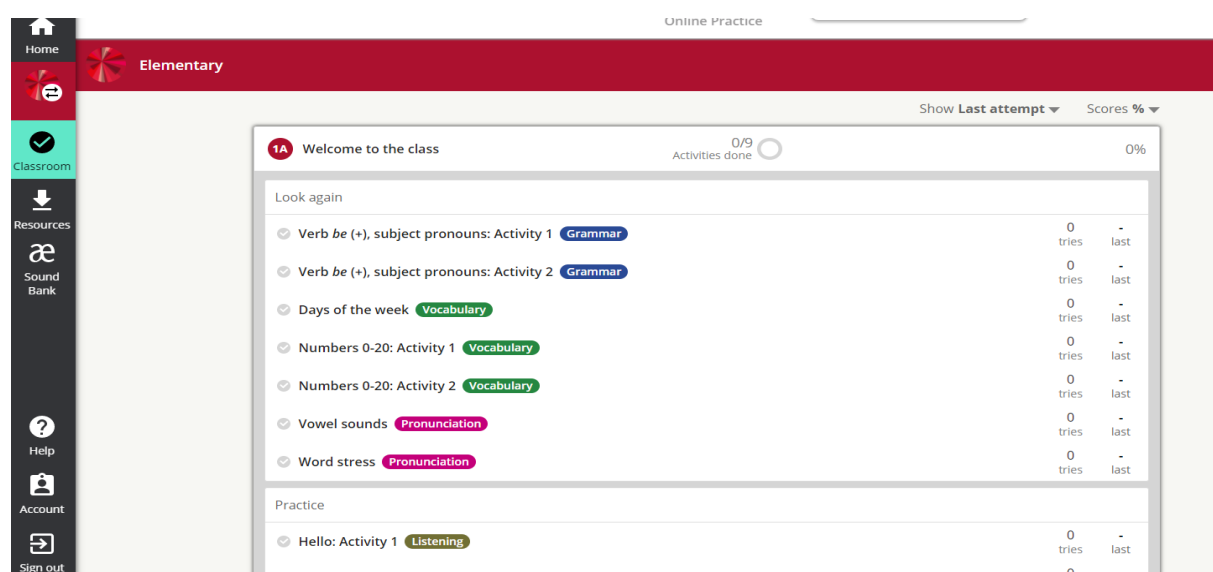 Online Practice
Home
Elementary
Show Last attempt Scores %
Classroom
1A Welcome to the class 0/9 Activities done 0%
Resources
Look again
Verb be (+), subject pronouns: Activity 1 Grammar 0 tries - last
Verb be (+), subject pronouns: Activity 2 Grammar 0 tries - last
æ
Sound
Bank
Days of the week Vocabulary 0 tries - last
Numbers 0-20: Activity 1 Vocabulary 0 tries - last
Numbers 0-20: Activity 2 Vocabulary 0 tries - last
Vowel sounds Pronunciation 0 tries - last
Word stress Pronunciation 0 tries - last
?
Help
Account
Sign out
Practice
Hello: Activity 1 Listening 0 tries - last